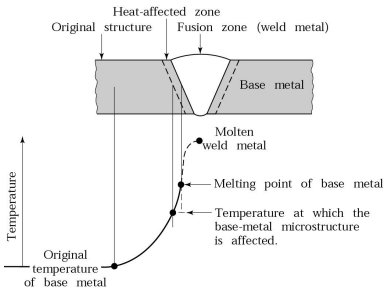 Heat-affected zone
Original structure
Fusion zone (weld metal)
Base metal
Molten
weld metal
Melting point of base metal
Temperature at which the
base-metal microstructure
is affected.
Temperature
Original
temperature
of base metal